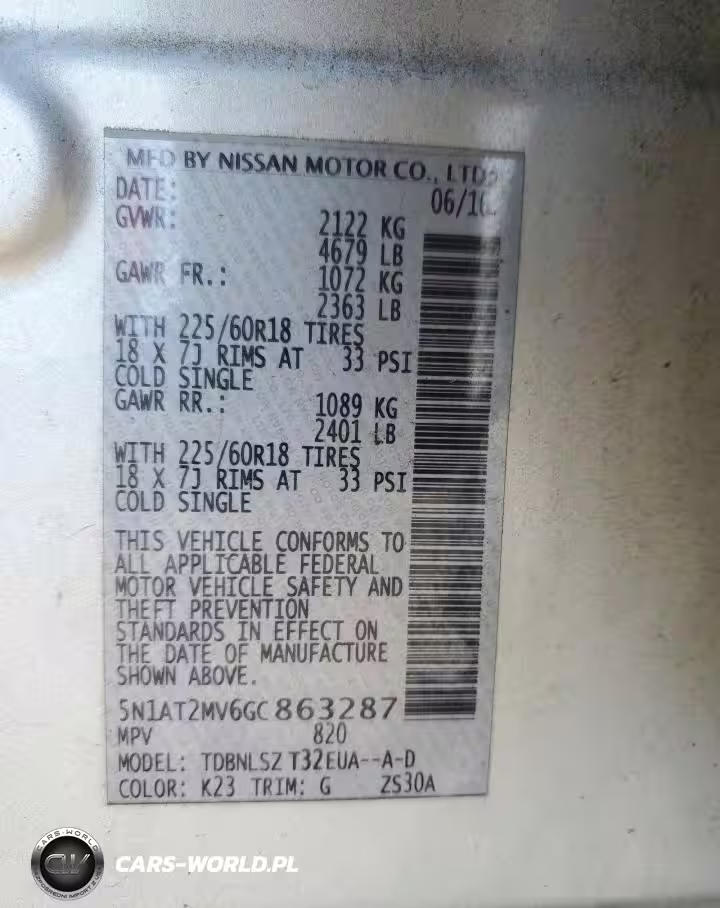 MFD BY NISSAN MOTOR CO., LTD.
DATE: 06/16
GVWR: 2122 KG
4679 LB
GAWR FR.: 1072 KG
2363 LB
WITH 225/60R18 TIRES
18 X 7J RIMS AT 33 PSI
COLD SINGLE
GAWR RR.: 1089 KG
2401 LB
WITH 225/60R18 TIRES
18 X 7J RIMS AT 33 PSI
COLD SINGLE
THIS VEHICLE CONFORMS TO
ALL APPLICABLE FEDERAL
MOTOR VEHICLE SAFETY AND
THEFT PREVENTION
STANDARDS IN EFFECT ON
THE DATE OF MANUFACTURE
SHOWN ABOVE.
5N1AT2MV6GC863287
MPV 820
MODEL: TDBNLSZ T32EUA--A-D
COLOR: K23 TRIM: G ZS30A
CARS-WORLD
CW
CARS-WORLD.PL